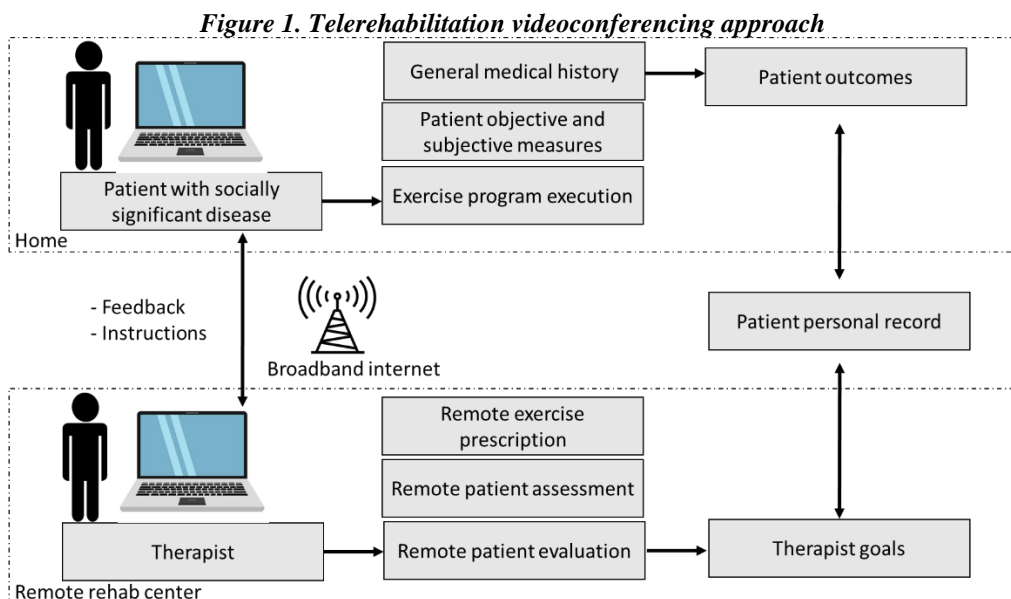 Figure 1. Telerehabilitation videoconferencing approach
General medical history
Patient outcomes
Patient objective and
subjective measures
Patient with socially
significant disease
Exercise program execution
Home
- Feedback
- Instructions
Broadband internet
Patient personal record
Remote exercise
prescription
Remote patient assessment
Therapist
Remote patient evaluation
Therapist goals
Remote rehab center